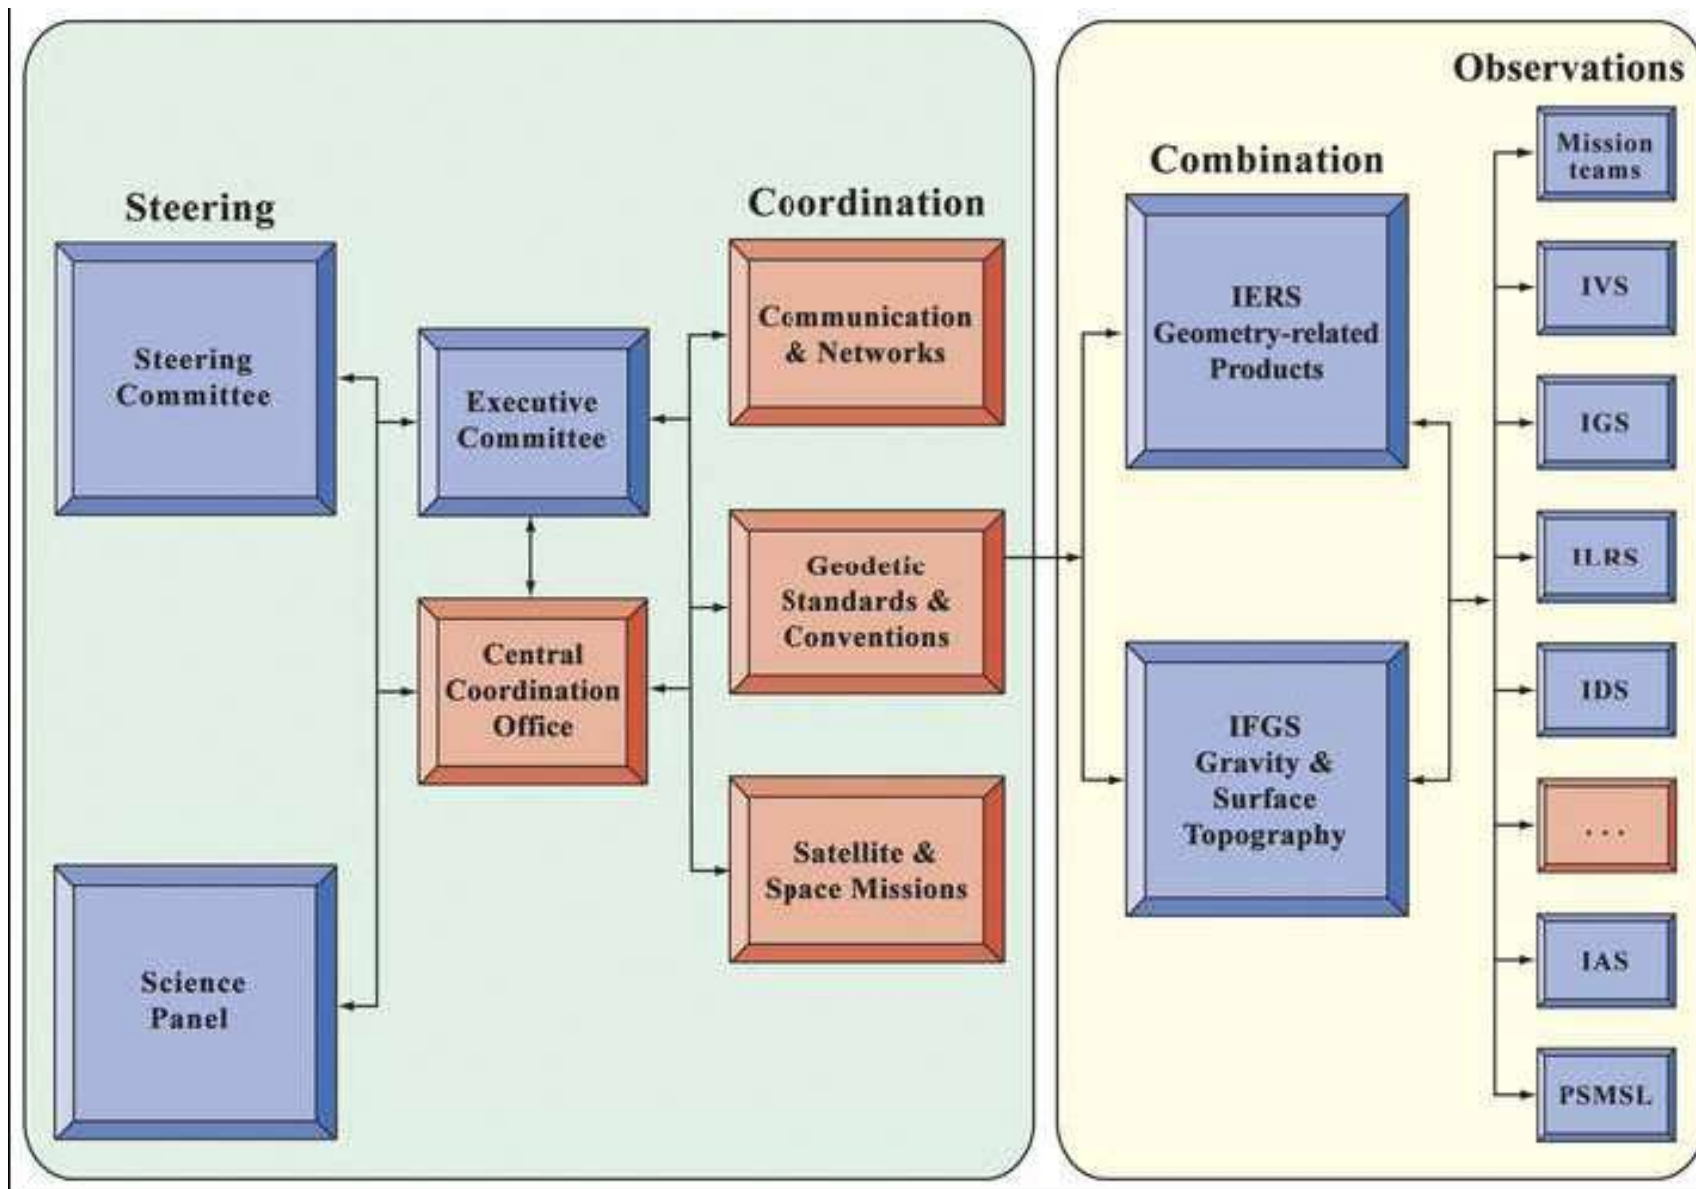 Steering
Steering
Committee
Science
Panel
Executive
Committee
Central
Coordination
Office
Coordination
Communication
& Networks
Geodetic
Standards &
Conventions
Satellite &
Space Missions
Combination
IERS
Geometry-related
Products
IFGS
Gravity &
Surface
Topography
Observations
Mission
teams
IVS
IGS
ILRS
IDS
...
IAS
PSMSL